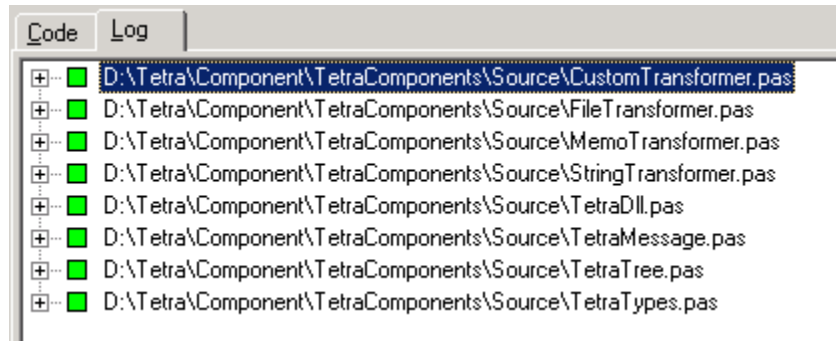 Code Log
D:\Tetra\Component\TetraComponents\Source\CustomTransformer.pas
D:\Tetra\Component\TetraComponents\Source\FileTransformer.pas
D:\Tetra\Component\TetraComponents\Source\MemoTransformer.pas
D:\Tetra\Component\TetraComponents\Source\StringTransformer.pas
D:\Tetra\Component\TetraComponents\Source\TetraDll.pas
D:\Tetra\Component\TetraComponents\Source\TetraMessage.pas
D:\Tetra\Component\TetraComponents\Source\TetraTree.pas
D:\Tetra\Component\TetraComponents\Source\TetraTypes.pas